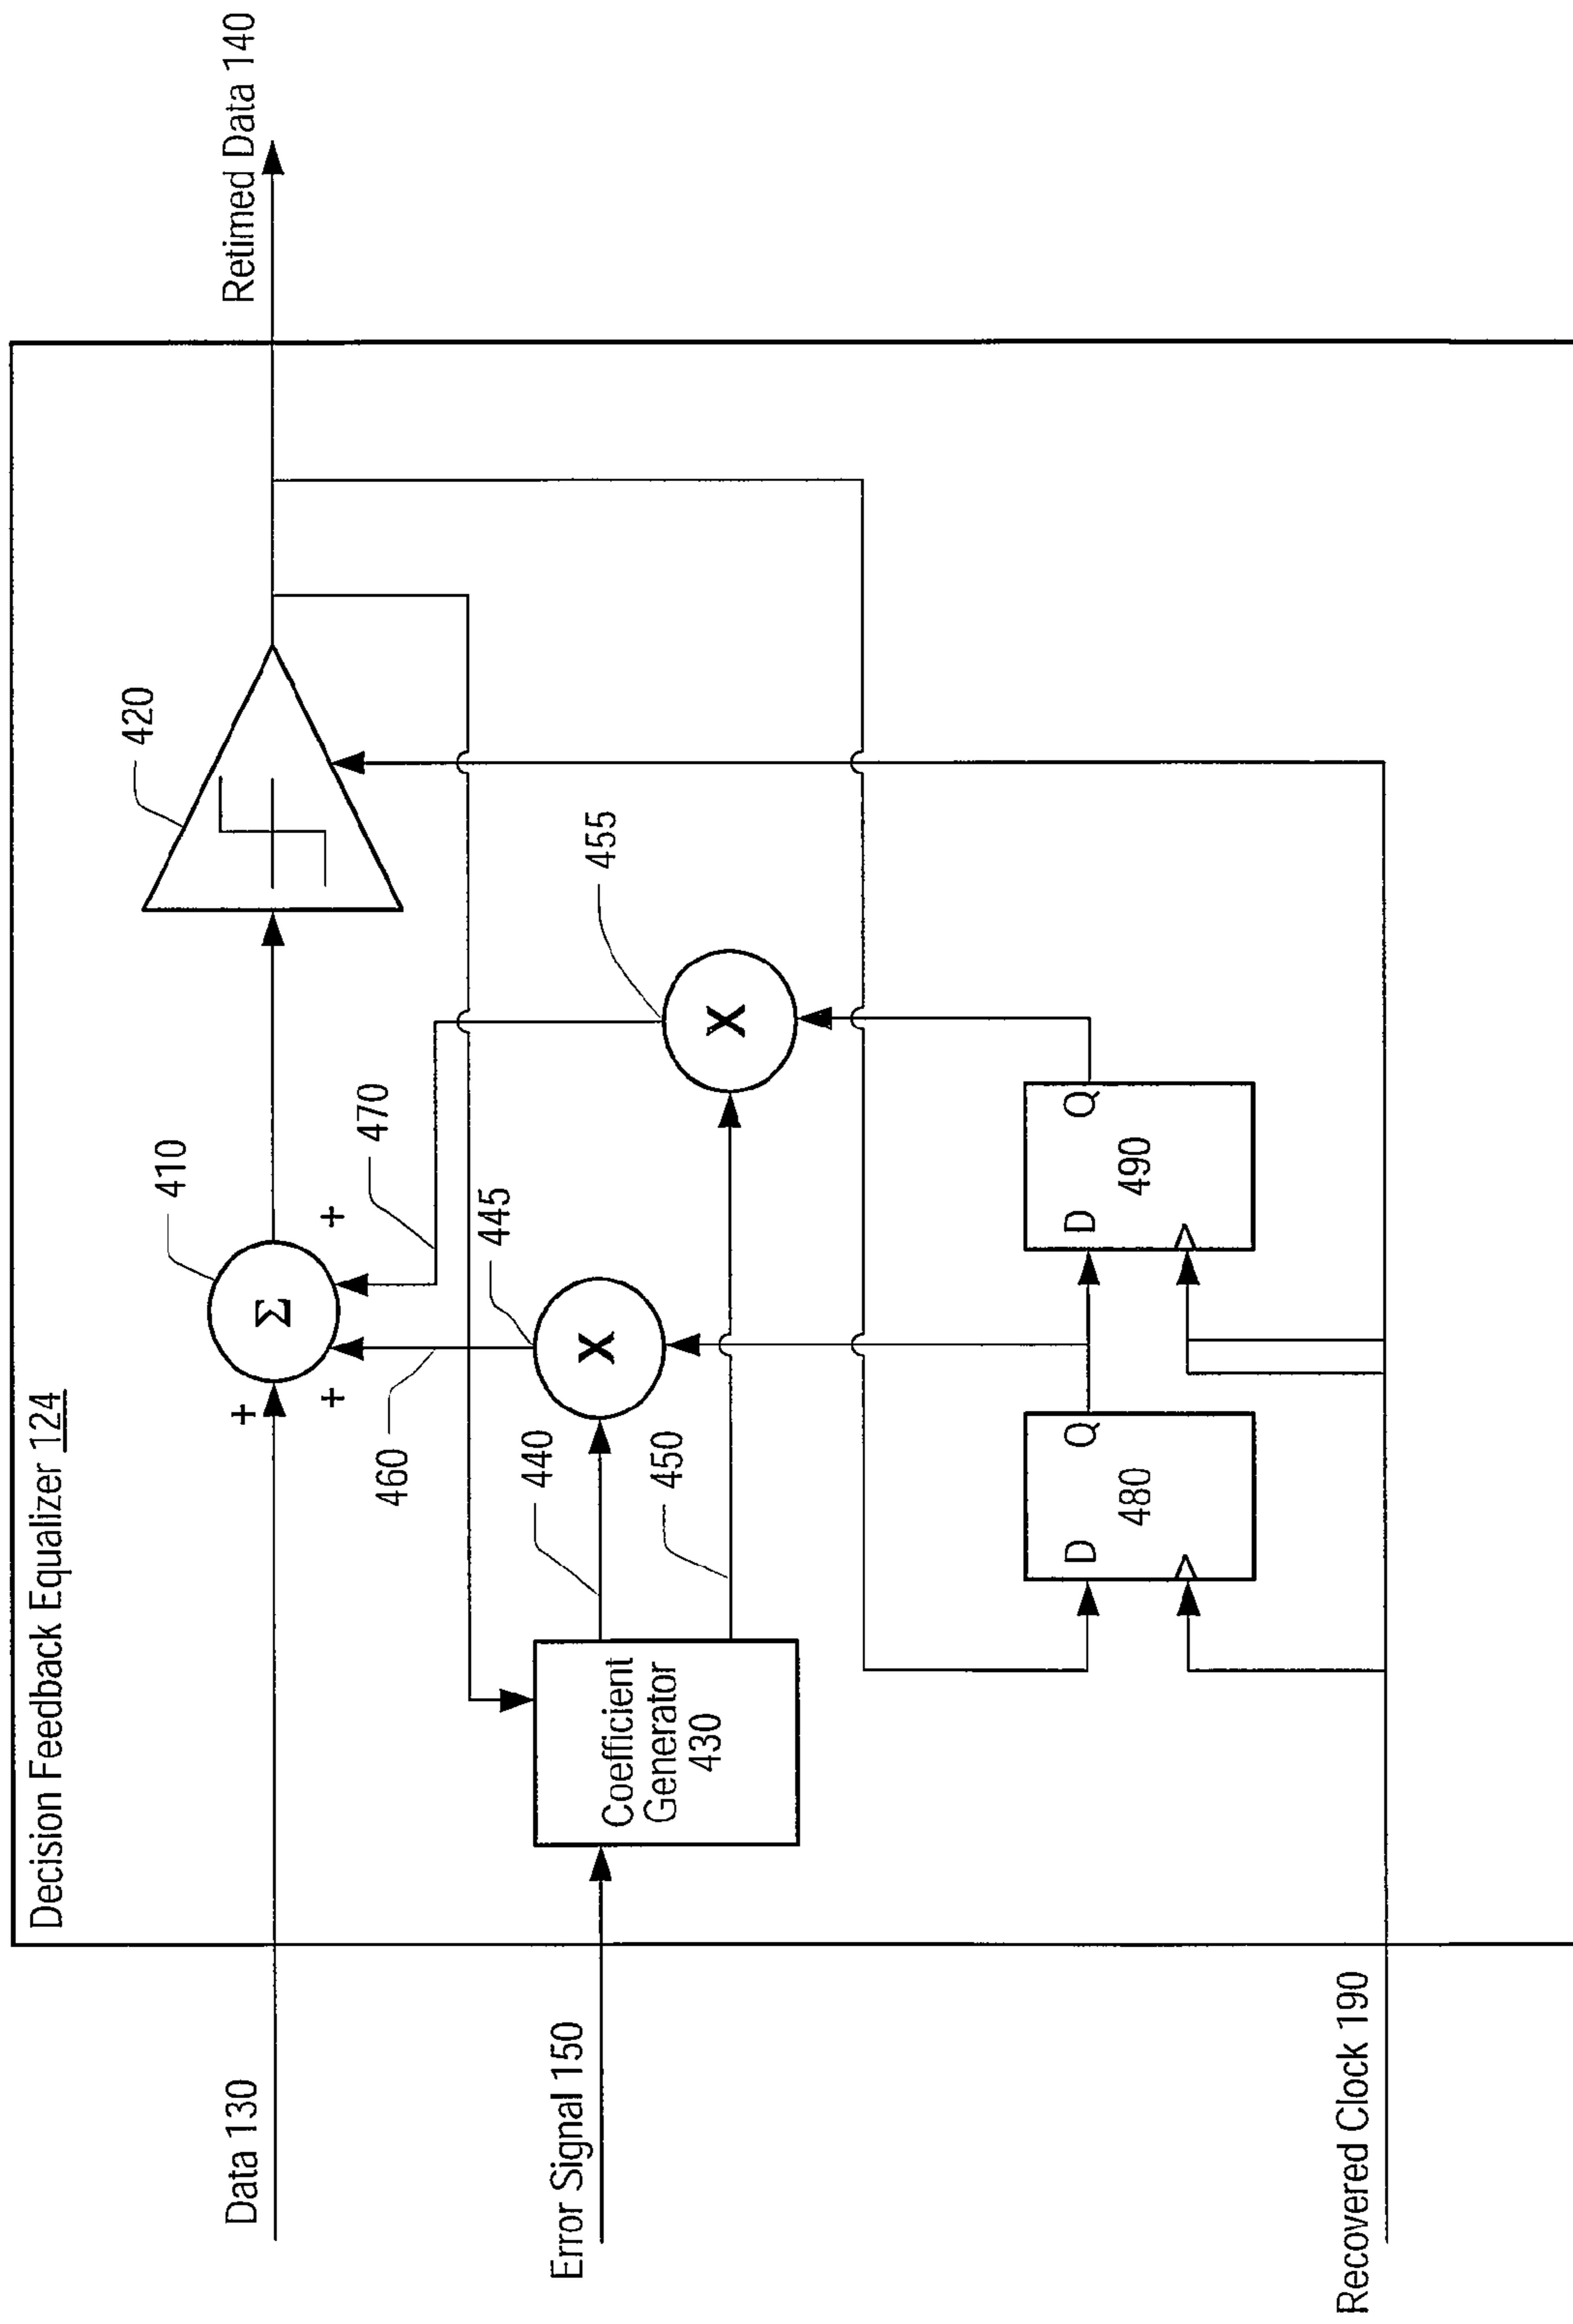 Decision Feedback Equalizer 124
Data 130
+
Σ
410
+
+
420
Retimed Data 140
460
470
Error Signal 150
Coefficient
Generator
430
440
450
X
445
X
455
D
Q
480
D
Q
490
Recovered Clock 190